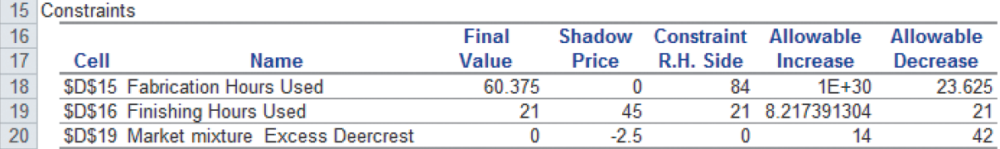 15 Constraints
16 Final Shadow Constraint Allowable Allowable
17 Cell Name Value Price R.H. Side Increase Decrease
18 $D$15 Fabrication Hours Used 60.375 0 84 1E+30 23.625
19 $D$16 Finishing Hours Used 21 45 21 8.217391304 21
20 $D$19 Market mixture Excess Deercrest 0 -2.5 0 14 42